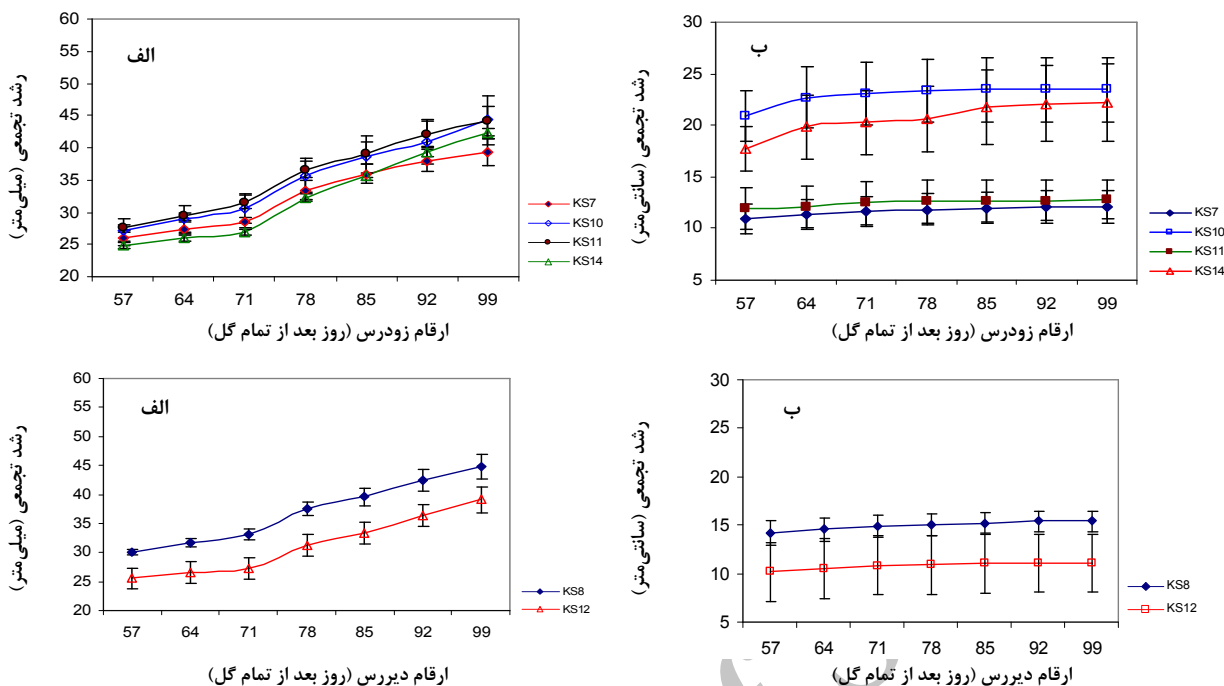 الف
رشد تجمعی (میلی‌متر)
60
55
50
45
40
35
30
25
20
57 64 71 78 85 92 99
ارقام زودرس (روز بعد از تمام گل)
KS7
KS10
KS11
KS14
ب
رشد تجمعی (سانتی‌متر)
30
25
20
15
10
5
57 64 71 78 85 92 99
ارقام زودرس (روز بعد از تمام گل)
KS7
KS10
KS11
KS14
الف
رشد تجمعی (میلی‌متر)
60
55
50
45
40
35
30
25
20
57 64 71 78 85 92 99
ارقام دیررس (روز بعد از تمام گل)
KS8
KS12
ب
رشد تجمعی (سانتی‌متر)
30
25
20
15
10
5
57 64 71 78 85 92 99
ارقام دیررس (روز بعد از تمام گل)
KS8
KS12